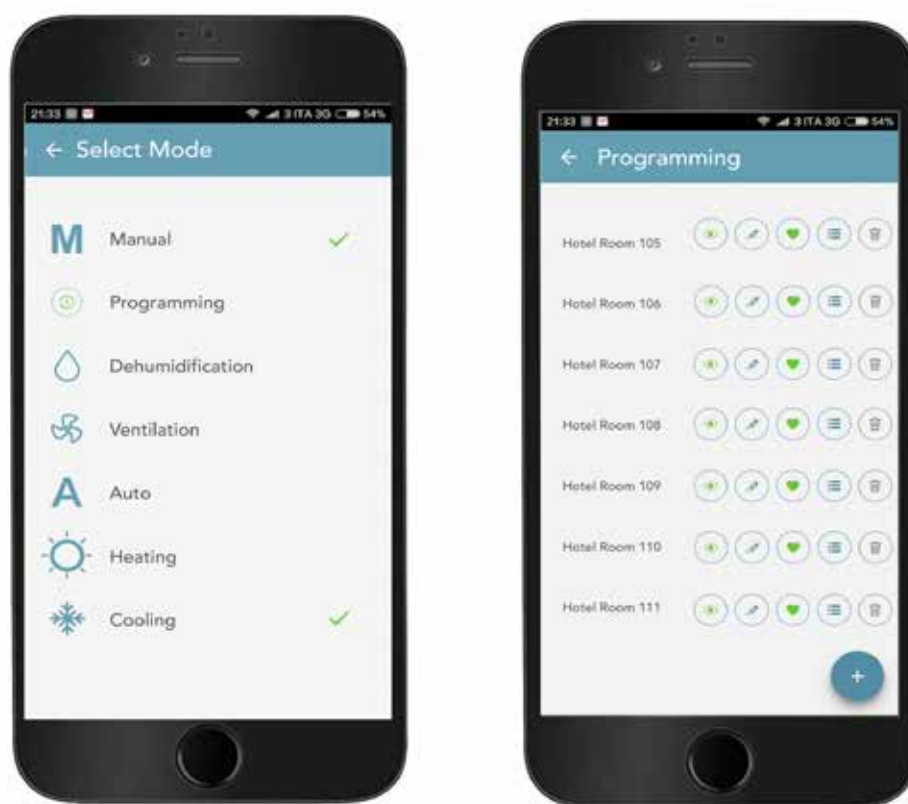 21:33 3 ITA 3G 54%
← Select Mode
M Manual
Programming
Dehumidification
Ventilation
A Auto
Heating
Cooling
21:33 3 ITA 3G 54%
← Programming
Hotel Room 105
Hotel Room 106
Hotel Room 107
Hotel Room 108
Hotel Room 109
Hotel Room 110
Hotel Room 111
+